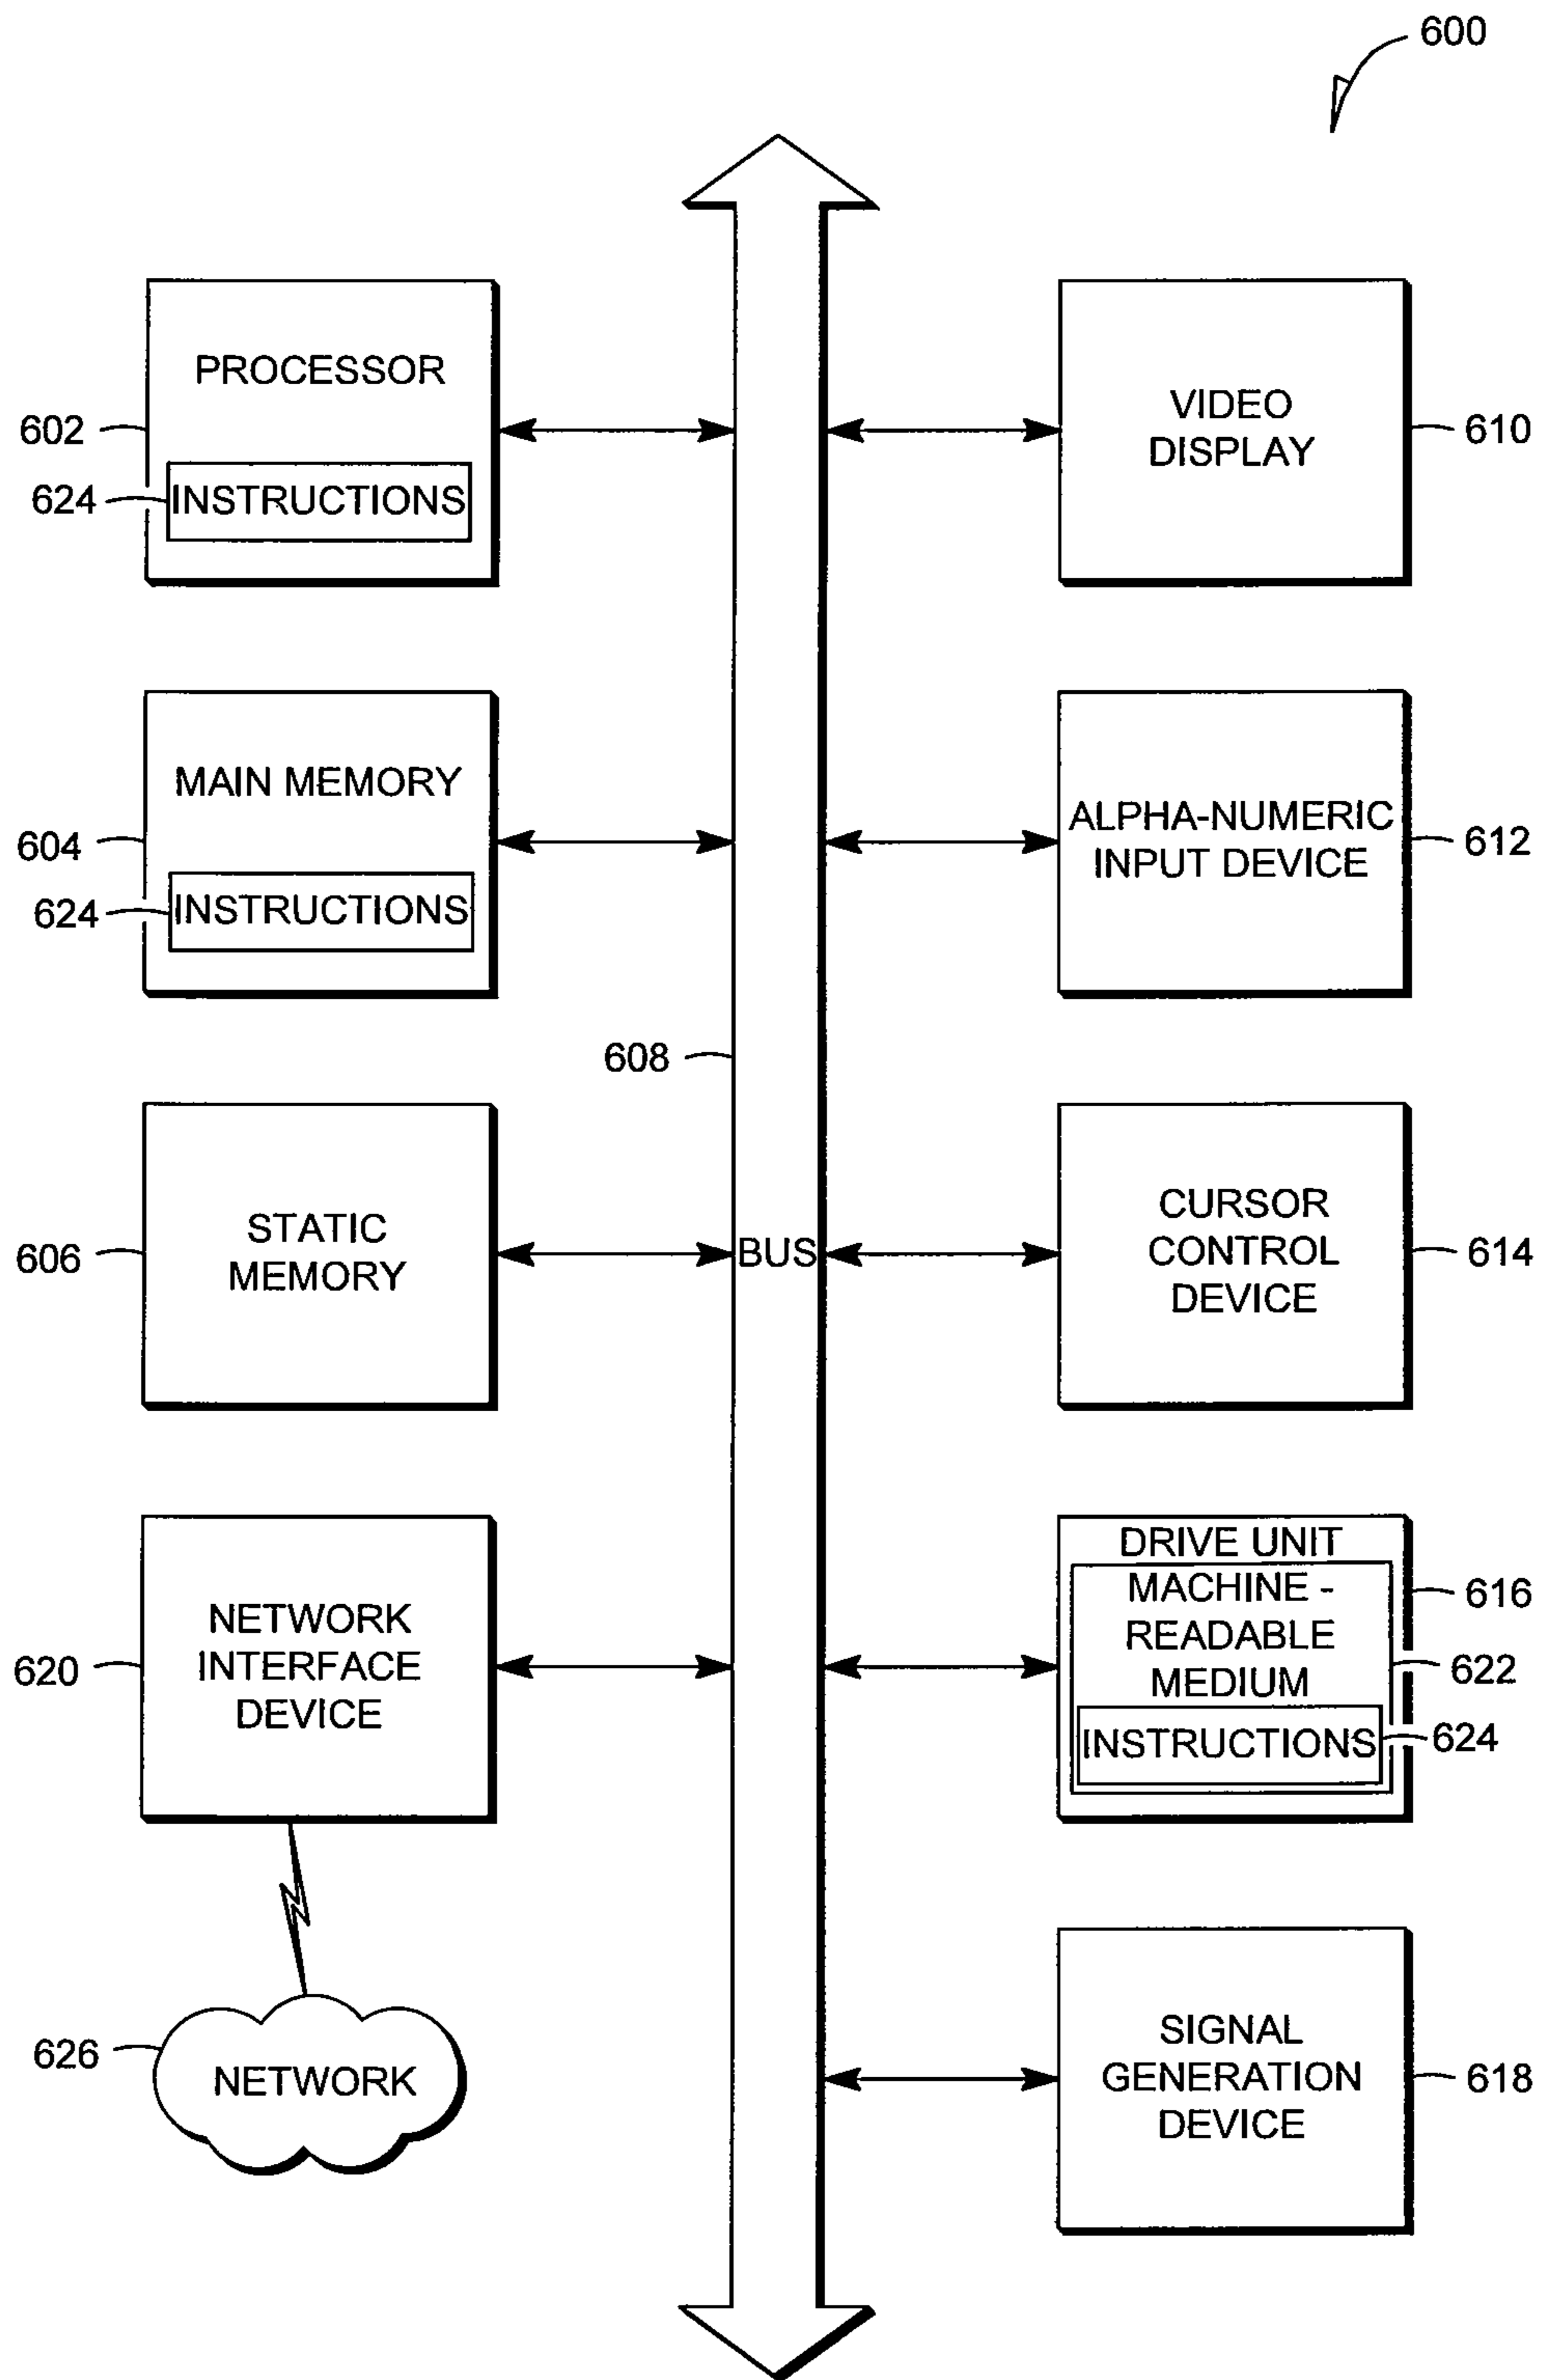 600
PROCESSOR
602
624
INSTRUCTIONS
VIDEO
DISPLAY
610
MAIN MEMORY
604
624
INSTRUCTIONS
ALPHA-NUMERIC
INPUT DEVICE
612
608
STATIC
MEMORY
606
BUS
CURSOR
CONTROL
DEVICE
614
NETWORK
INTERFACE
DEVICE
620
DRIVE UNIT
MACHINE -
READABLE
MEDIUM
616
622
INSTRUCTIONS
624
626
NETWORK
SIGNAL
GENERATION
DEVICE
618